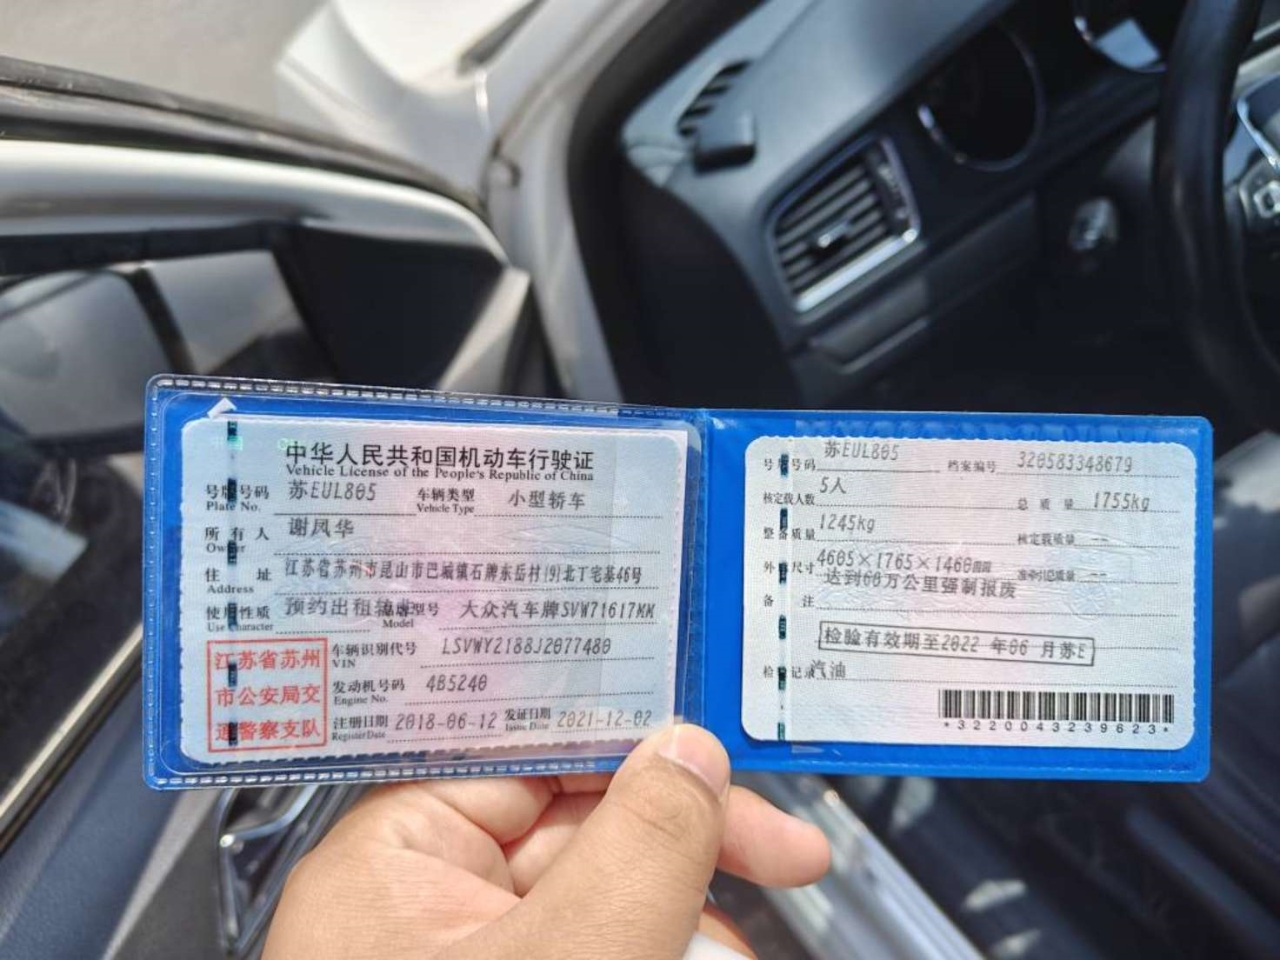 中华人民共和国机动车行驶证
Vehicle License of the People's Republic of China
号牌号码 苏EUL805 车辆类型 小型轿车
Plate No. Vehicle Type
所有人 谢凤华
Owner
住址 江苏省苏州市昆山市巴城镇石牌东岳村(9)北丁宅基46号
Address
使用性质 预约出租 品牌型号 大众汽车牌SVW71617MM
Use Character Model
江苏省苏州
市公安局交
通警察支队
车辆识别代号 LSVWY2188J2077480
VIN
发动机号码 4B5240
Engine No.
注册日期 2018-06-12 发证日期 2021-12-02
Register Date Issue Date
号牌号码 苏EUL805 档案编号 320583348679
核定载人数 5人 总质量 1755kg
整备质量 1245kg 核定载质量 --
外廓尺寸 4605×1765×1460mm 准牵引总质量 --
备注 达到60万公里强制报废
检验有效期至2022年06月苏E
检验记录 汽油
*3220043239623*